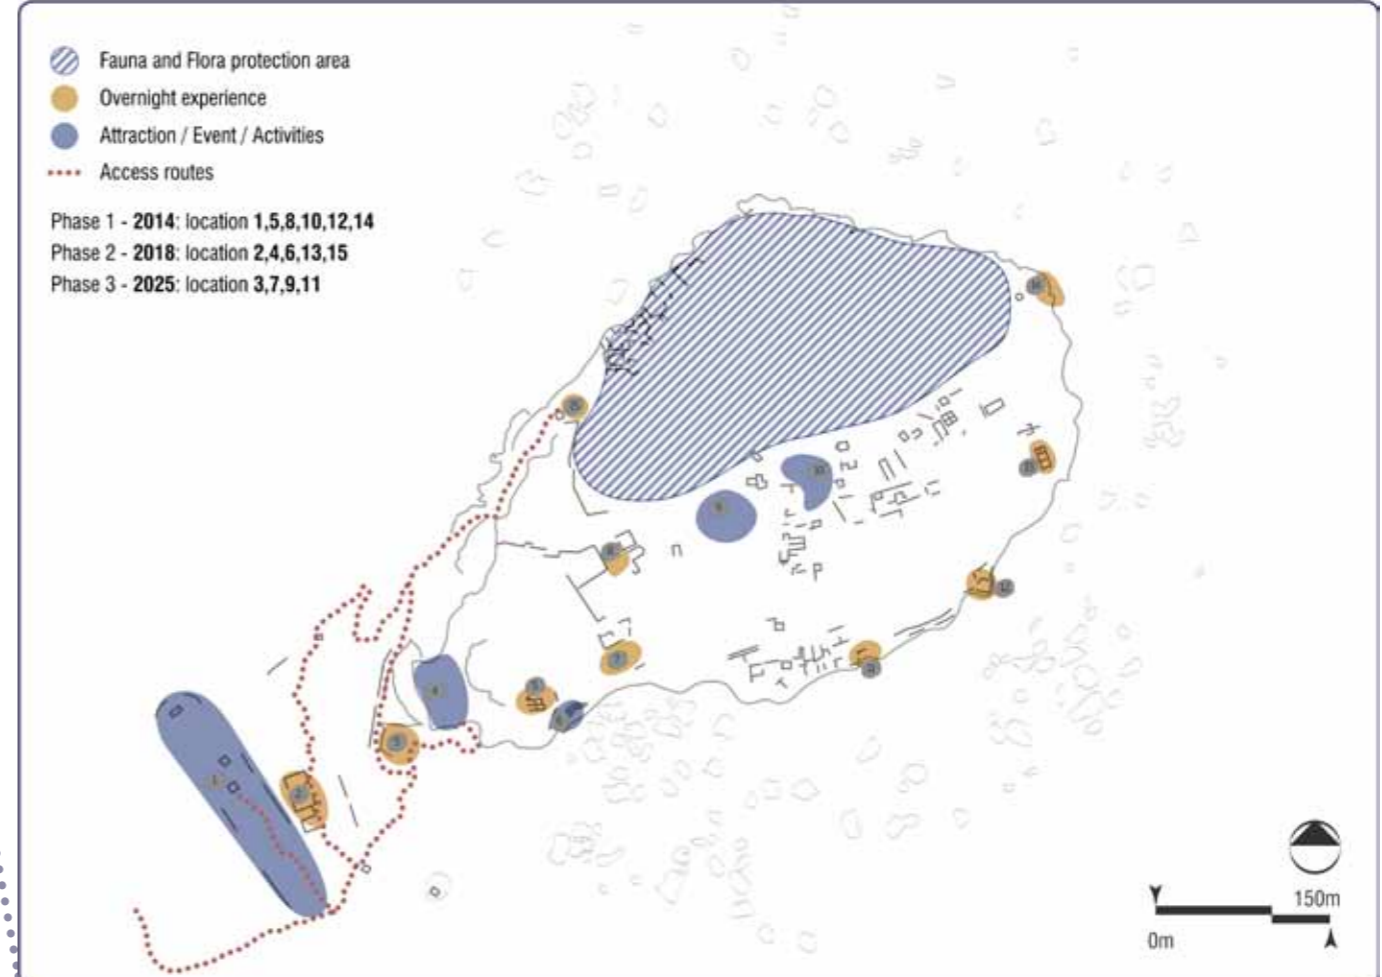 Fauna and Flora protection area
Overnight experience
Attraction / Event / Activities
Access routes
Phase 1 - 2014: location 1,5,8,10,12,14
Phase 2 - 2018: location 2,4,6,13,15
Phase 3 - 2025: location 3,7,9,11
150m
0m